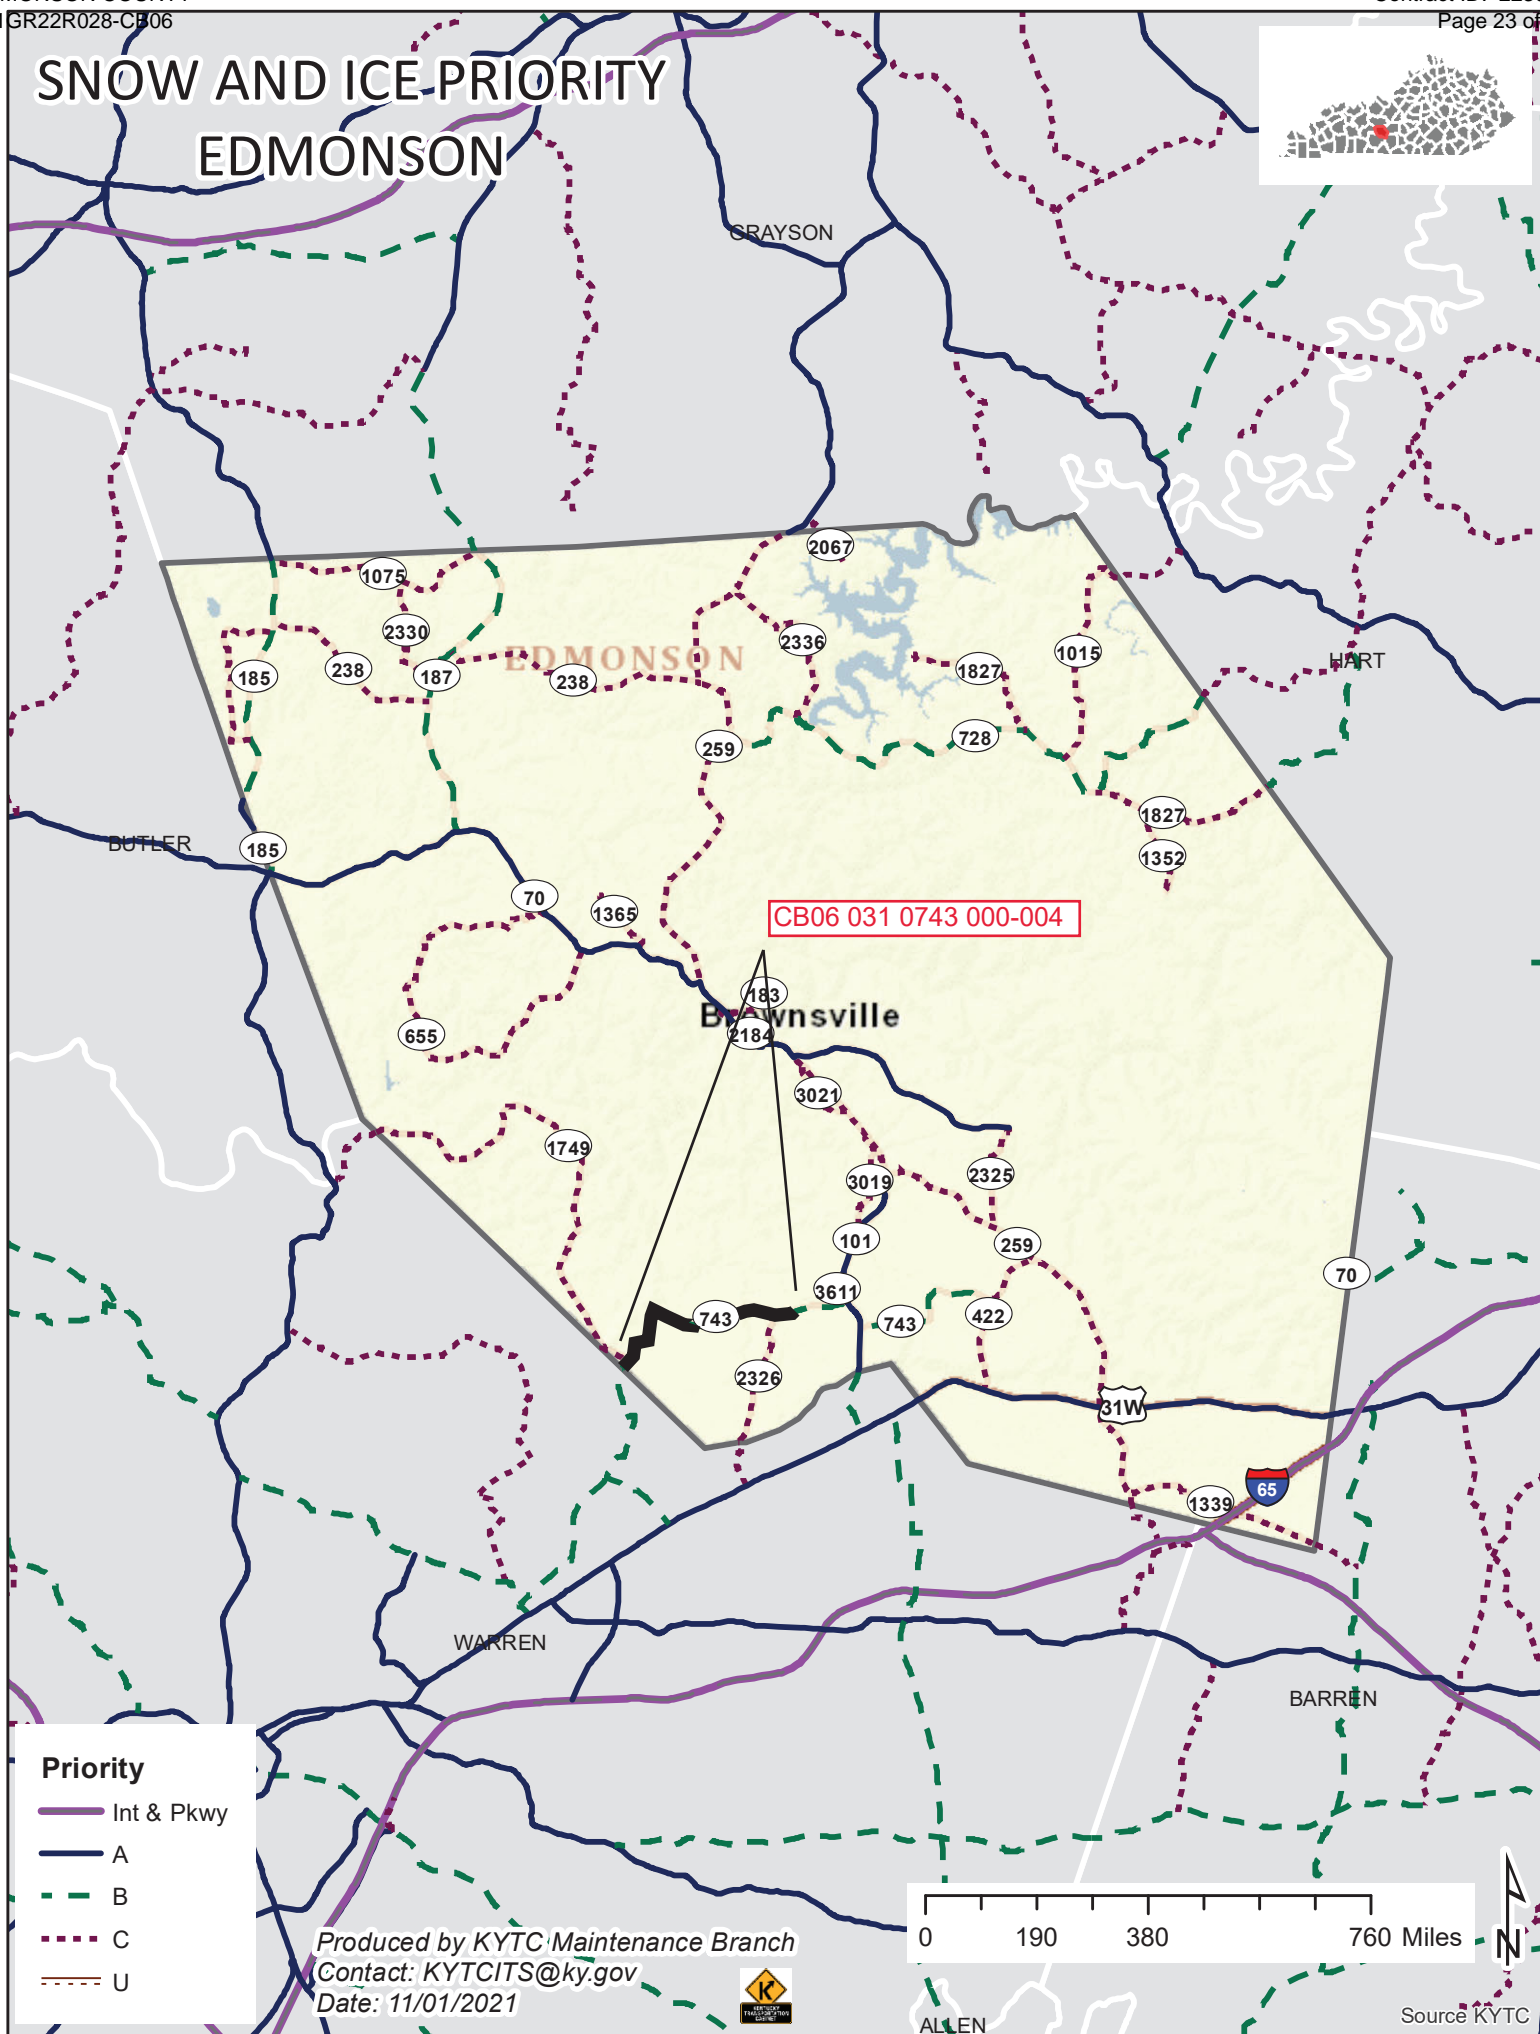 GR22R028-CB06
Page 23 of
SNOW AND ICE PRIORITY
EDMONSON
GRAYSON
2067
1075
2330
EDMONSON
2336
1015
HART
185
238
187
238
1827
259
728
1827
BUTLER
185
1352
70
1365
CB06 031 0743 000-004
183
Brownsville
2184
655
3021
1749
3019
2325
101
259
70
3611
743
743
422
2326
31W
65
1339
WARREN
BARREN
Priority
Int & Pkwy
A
B
C
U
0 190 380 760 Miles
N
Produced by KYTC Maintenance Branch
Contact: KYTCITS@ky.gov
Date: 11/01/2021
K
KENTUCKY
TRANSPORTATION
CABINET
ALLEN
Source KYTC